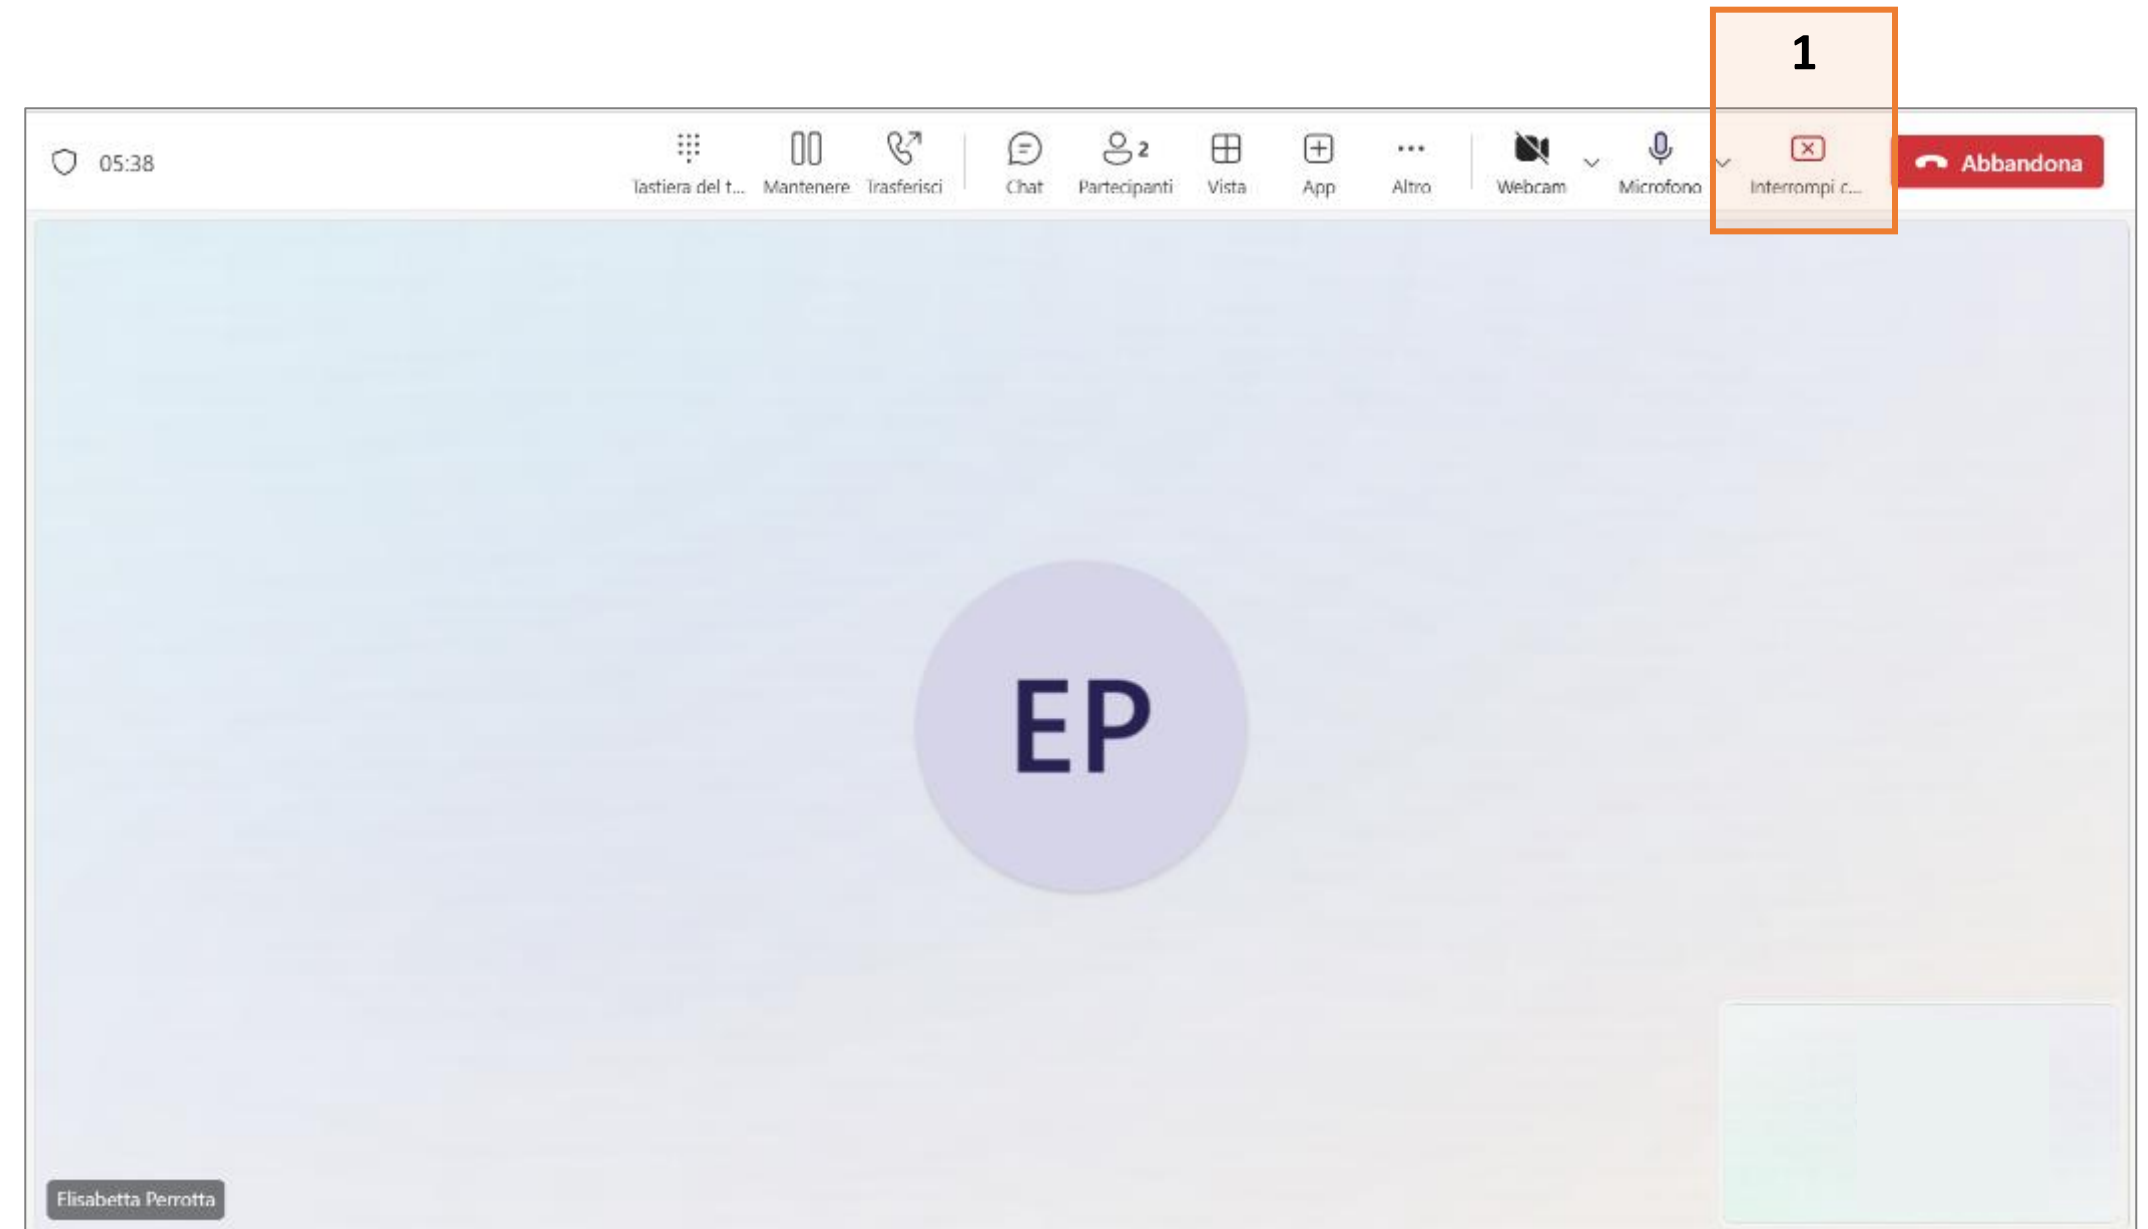 1
05:38
2
Tastiera del t... Mantenere Trasferisci Chat Partecipanti Vista App Altro Webcam Microfono Interrompi c... Abbandona
EP
Elisabetta Perrotta